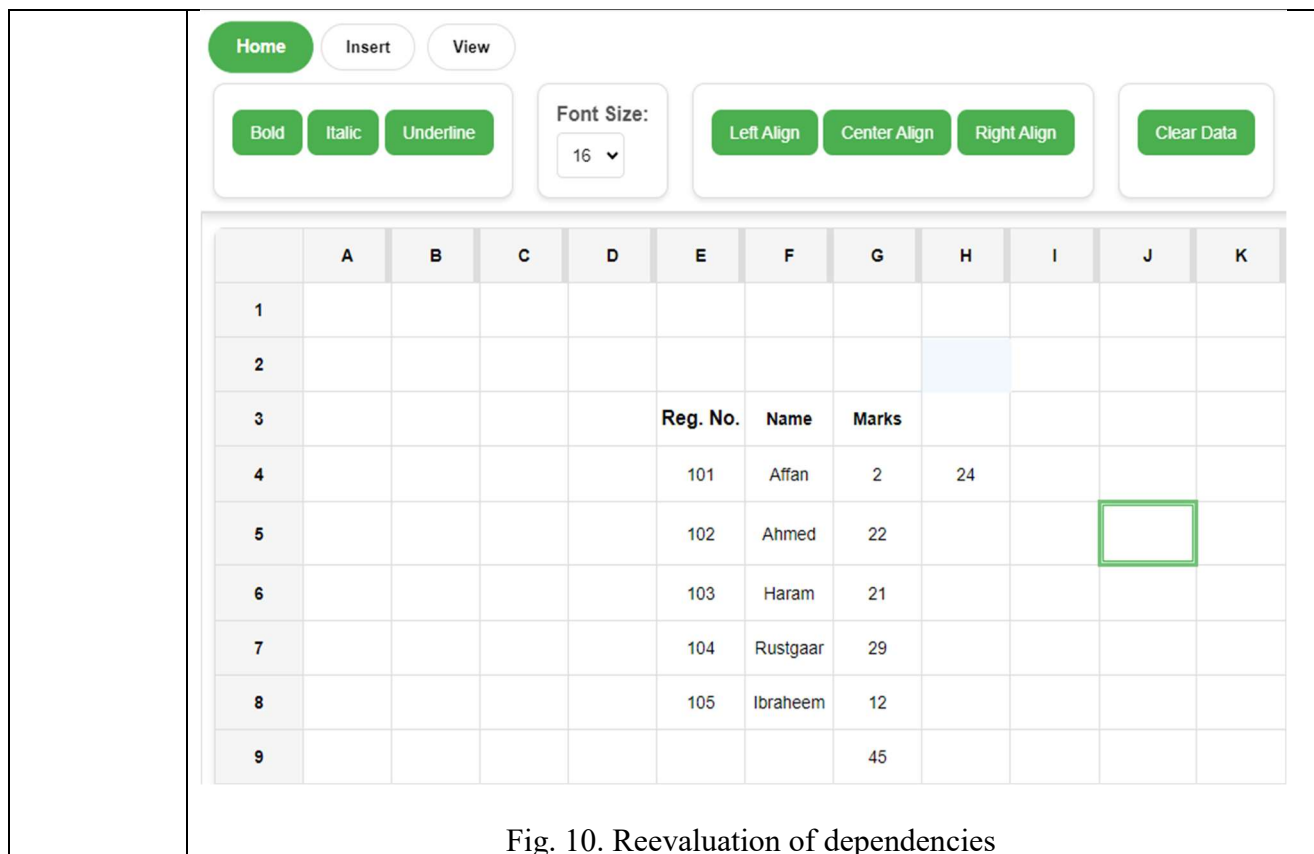 Home Insert View
Font Size:
Bold Italic Underline 16 Left Align Center Align Right Align Clear Data
A B C D E F G H I J K
1
2
3 Reg. No. Name Marks
4 101 Affan 2 24
5 102 Ahmed 22
6 103 Haram 21
7 104 Rustgaar 29
8 105 Ibraheem 12
9 45
Fig. 10. Reevaluation of dependencies